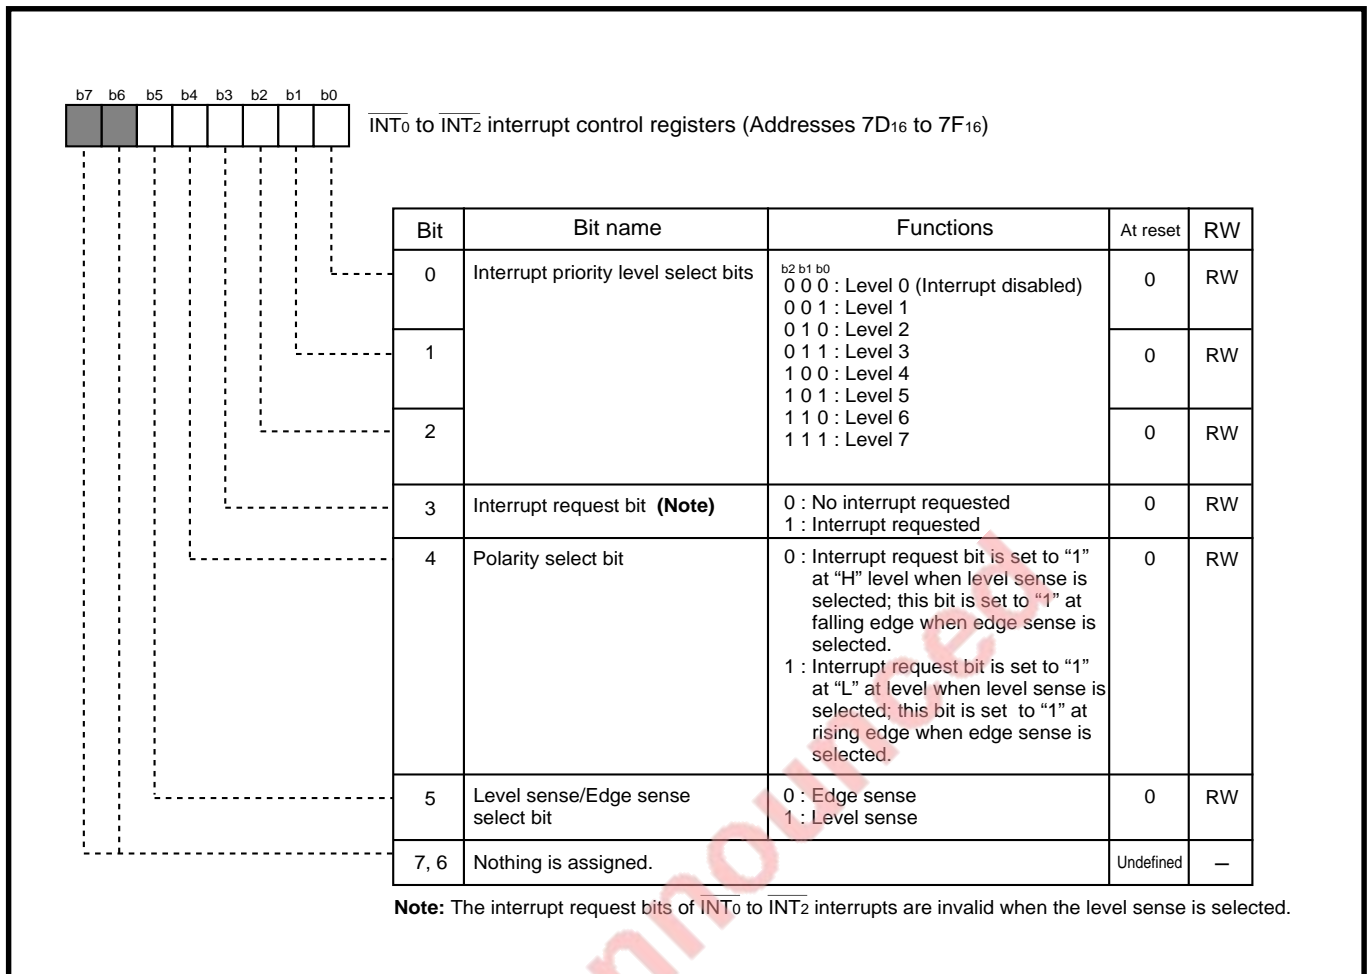 b7 b6 b5 b4 b3 b2 b1 b0
INT0 to INT2 interrupt control registers (Addresses 7D16 to 7F16)
Bit Bit name Functions At reset RW
0 Interrupt priority level select bits b2 b1 b0 0 RW
0 0 0 : Level 0 (Interrupt disabled)
0 0 1 : Level 1
0 1 0 : Level 2
1 0 1 1 : Level 3 0 RW
1 0 0 : Level 4
1 0 1 : Level 5
2 1 1 0 : Level 6 0 RW
1 1 1 : Level 7
3 Interrupt request bit (Note) 0 : No interrupt requested 0 RW
1 : Interrupt requested
4 Polarity select bit 0 : Interrupt request bit is set to “1” 0 RW
at “H” level when level sense is
selected; this bit is set to “1” at
falling edge when edge sense is
selected.
1 : Interrupt request bit is set to “1”
at “L” at level when level sense is
selected; this bit is set to “1” at
rising edge when edge sense is
selected.
5 Level sense/Edge sense 0 : Edge sense 0 RW
select bit 1 : Level sense
7, 6 Nothing is assigned. Undefined –
Note: The interrupt request bits of INT0 to INT2 interrupts are invalid when the level sense is selected.
nnounced